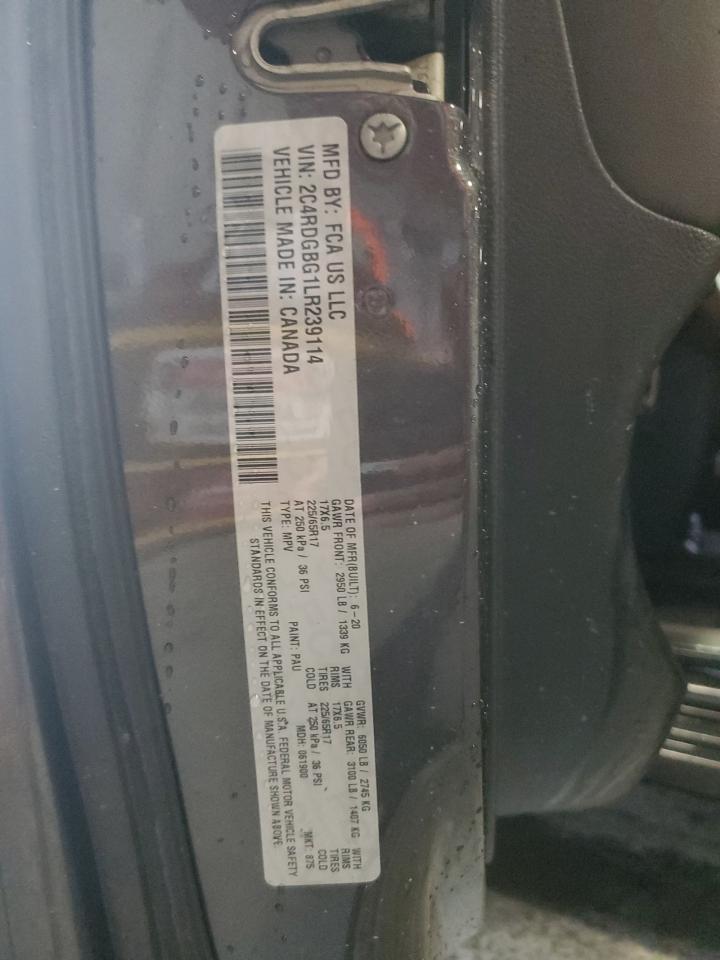 MFD BY: FCA US LLC
VIN: 2C4RDGBG1LR239114
VEHICLE MADE IN: CANADA
DATE OF MFR(BUILT): 6-20 GVWR: 6050 LB / 2745 KG
GAWR FRONT: 2950 LB / 1339 KG WITH GAWR REAR: 3100 LB / 1407 KG WITH
17X6.5 RIMS 17X6.5 RIMS
225/65R17 TIRES 225/65R17 TIRES
AT 250 kPa / 36 PSI COLD AT 250 kPa / 36 PSI COLD
TYPE: MPV PAINT: PAU MDH: 061900 MKT: 875
THIS VEHICLE CONFORMS TO ALL APPLICABLE U.S.A. FEDERAL MOTOR VEHICLE SAFETY
STANDARDS IN EFFECT ON THE DATE OF MANUFACTURE SHOWN ABOVE